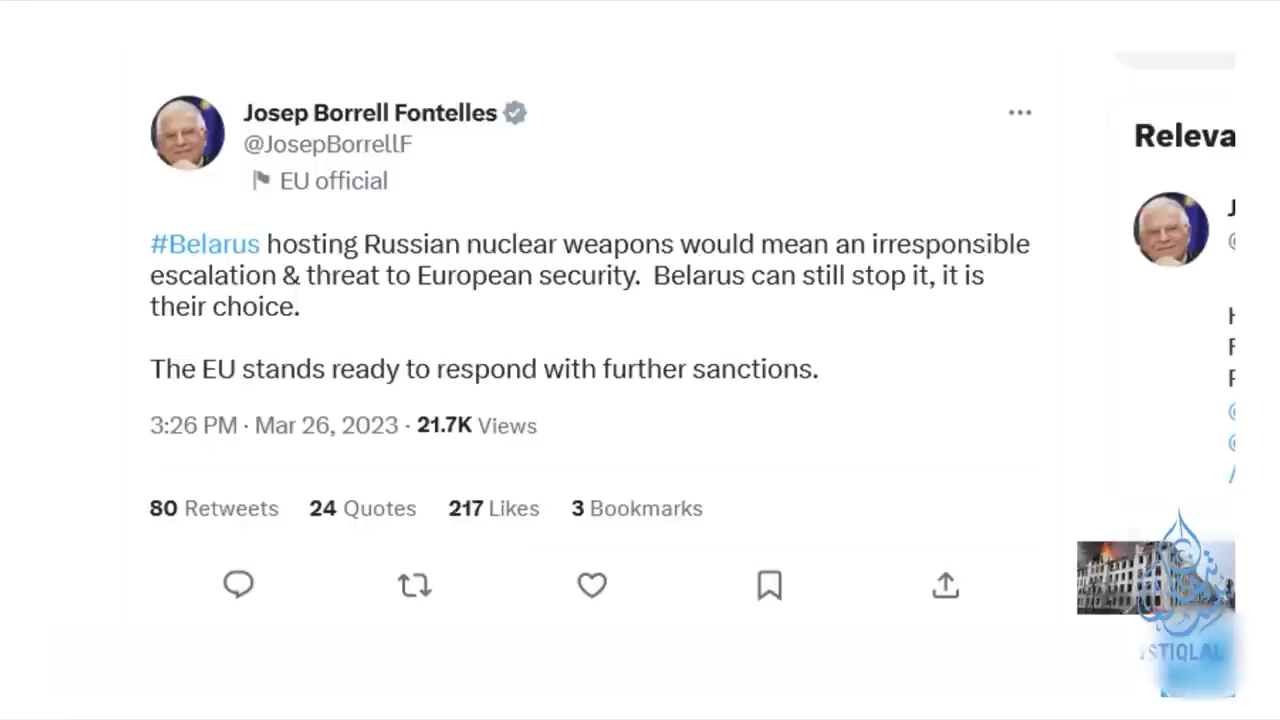 Josep Borrell Fontelles
@JosepBorrellF
EU official
#Belarus hosting Russian nuclear weapons would mean an irresponsible
escalation & threat to European security.  Belarus can still stop it, it is
their choice.
The EU stands ready to respond with further sanctions.
3:26 PM · Mar 26, 2023 · 21.7K Views
80 Retweets 24 Quotes 217 Likes 3 Bookmarks
Releva
ISTIQLAL